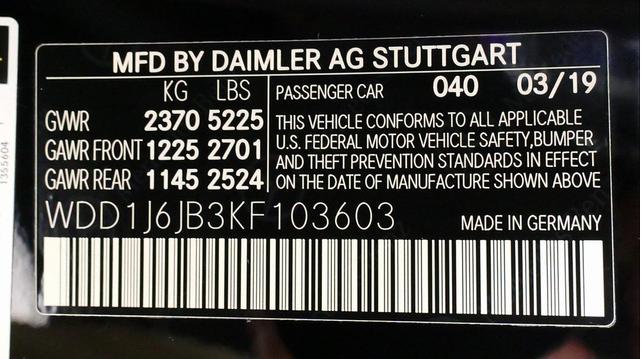 MFD BY DAIMLER AG STUTTGART
KG LBS
GVWR 2370 5225
GAWR FRONT 1225 2701
GAWR REAR 1145 2524
PASSENGER CAR 040 03/19
THIS VEHICLE CONFORMS TO ALL APPLICABLE
U.S. FEDERAL MOTOR VEHICLE SAFETY,BUMPER
AND THEFT PREVENTION STANDARDS IN EFFECT
ON THE DATE OF MANUFACTURE SHOWN ABOVE
WDD1J6JB3KF103603 MADE IN GERMANY
1355604